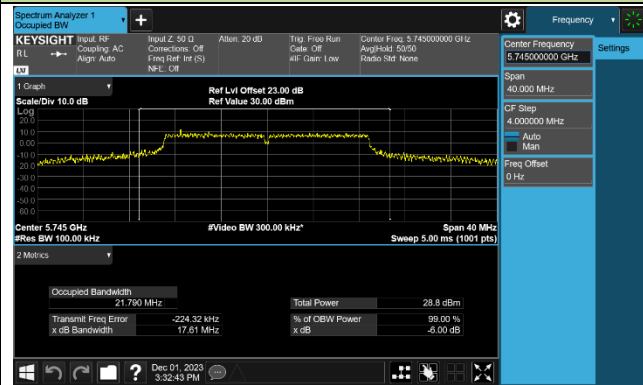 Spectrum Analyzer 1
Occupied BW
+
Frequency
KEYSIGHT
Input: RF
Input Z: 50 Ω
Atten: 20 dB
Trig: Free Run
Center Freq: 5.745000000 GHz
RL
Coupling: AC
Corrections: Off
Gate: Off
Avg|Hold: 50/50
Align: Auto
Freq Ref: Int (S)
#IF Gain: Low
Radio Std: None
NFE: Off
LXI
1 Graph
Ref Lvl Offset 23.00 dB
Scale/Div 10.0 dB
Ref Value 30.00 dBm
Log
20.0
10.0
0.00
-10.0
-20.0
-30.0
-40.0
-50.0
-60.0
Center 5.745 GHz
#Video BW 300.00 kHz*
Span 40 MHz
#Res BW 100.00 kHz
Sweep 5.00 ms (1001 pts)
2 Metrics
Occupied Bandwidth
21.790 MHz
Total Power
28.8 dBm
Transmit Freq Error
-224.32 kHz
% of OBW Power
99.00 %
x dB Bandwidth
17.61 MHz
x dB
-6.00 dB
Center Frequency
5.745000000 GHz
Settings
Span
40.000 MHz
CF Step
4.000000 MHz
Auto
Man
Freq Offset
0 Hz
?
Dec 01, 2023
3:32:43 PM